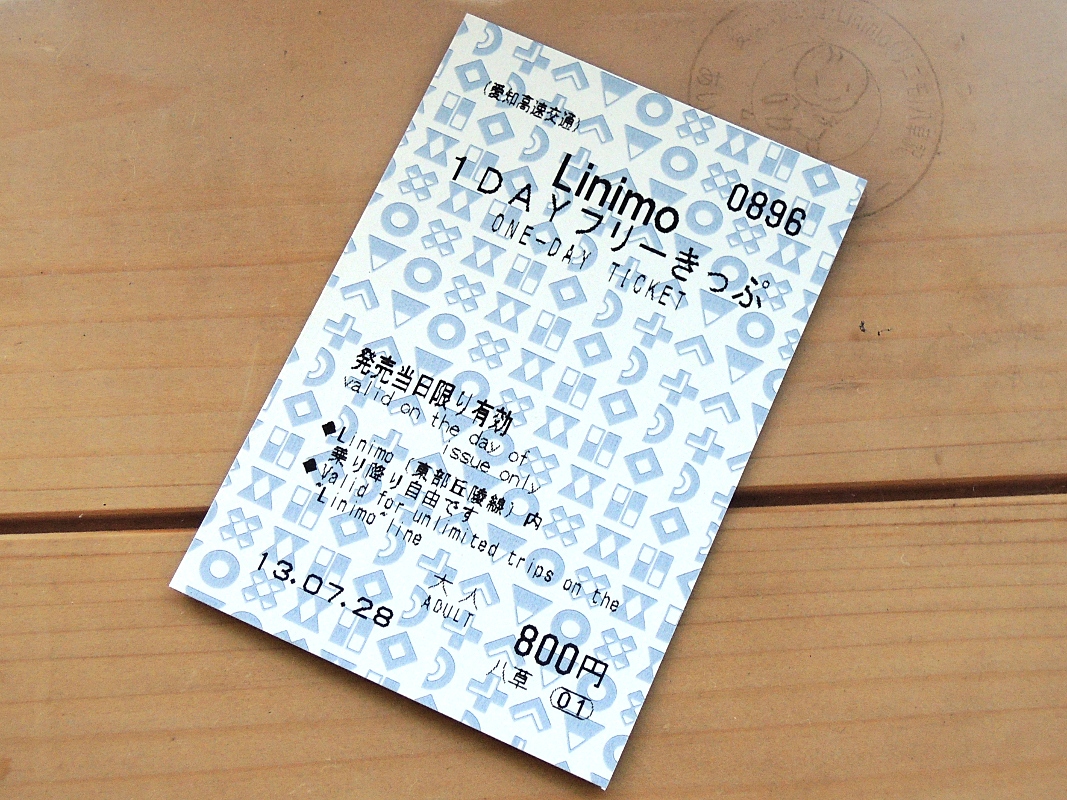 (愛知高速交通)
Linimo
0896
1DAYフリーきっぷ
ONE-DAY TICKET
発売当日限り有効
valid on the day of
issue only
◆Linimo (東部丘陵線) 内
乗り降り自由です
◆Valid for unlimited trips on the
"Linimo" line
13.07.28
大人
ADULT
800円
八草 01